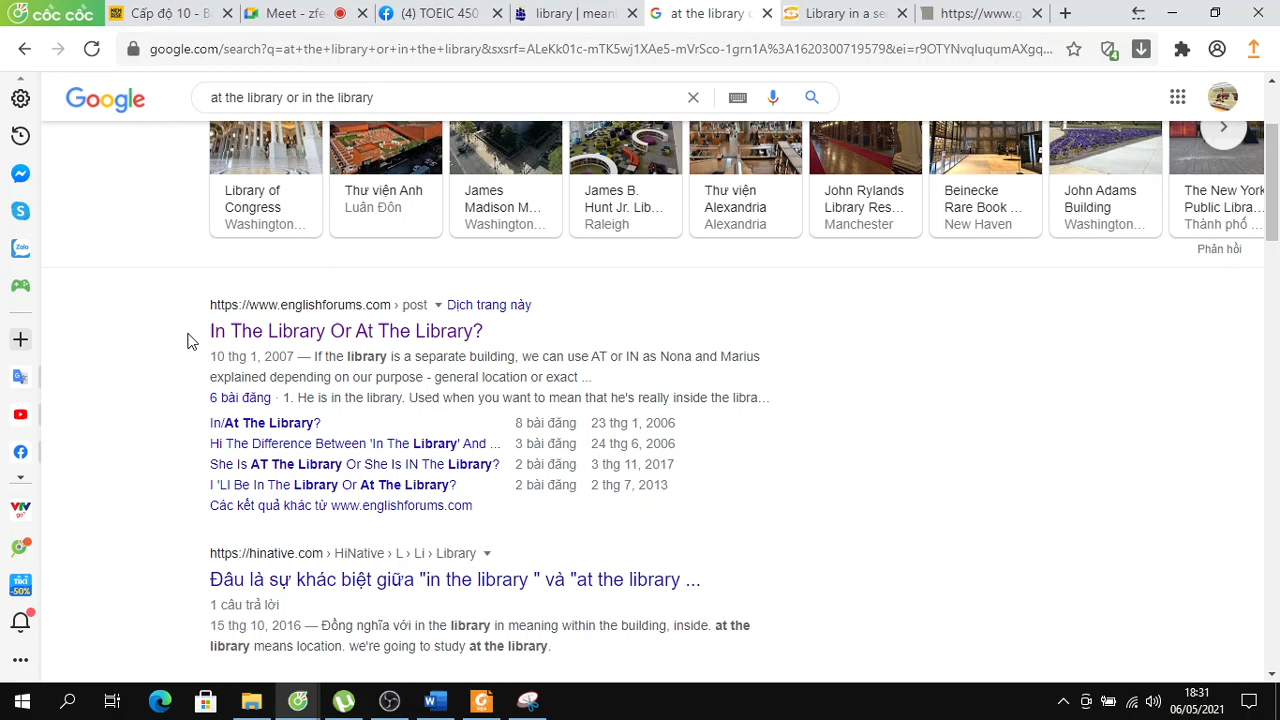 cốc cốc
Cấp độ 10 - B
Meet - zfe
(4) TOEIC 450
library | meani
at the library o
Library in a se
https://www.g
google.com/search?q=at+the+library+or+in+the+library&sxsrf=ALeKk01c-mTK5wj1XAe5-mVrSco-1grn1A%3A1620300719579&ei=r9OTYNvqIuqumAXgq...
Google
at the library or in the library
Library of
Congress
Washington...
Thư viện Anh
Luân Đôn
James
Madison M...
Washington...
James B.
Hunt Jr. Lib...
Raleigh
Thư viện
Alexandria
Alexandria
John Rylands
Library Res...
Manchester
Beinecke
Rare Book ...
New Haven
John Adams
Building
Washington...
The New York
Public Libra...
Thành phố ...
Phản hồi
https://www.englishforums.com › post Dịch trang này
In The Library Or At The Library?
10 thg 1, 2007 — If the library is a separate building, we can use AT or IN as Nona and Marius
explained depending on our purpose - general location or exact ...
6 bài đăng · 1. He is in the library. Used when you want to mean that he's really inside the libra...
In/At The Library? 8 bài đăng 23 thg 1, 2006
Hi The Difference Between 'In The Library' And ... 3 bài đăng 24 thg 6, 2006
She Is AT The Library Or She Is IN The Library? 2 bài đăng 3 thg 11, 2017
I 'Ll Be In The Library Or At The Library? 2 bài đăng 2 thg 7, 2013
Các kết quả khác từ www.englishforums.com
https://hinative.com › HiNative › L › Li › Library
Đâu là sự khác biệt giữa "in the library " và "at the library ...
1 câu trả lời
15 thg 10, 2016 — Đồng nghĩa với in the library in meaning within the building, inside. at the
library means location. we're going to study at the library.
Zalo
VTV
go
TIKI
-50%
18:31
06/05/2021